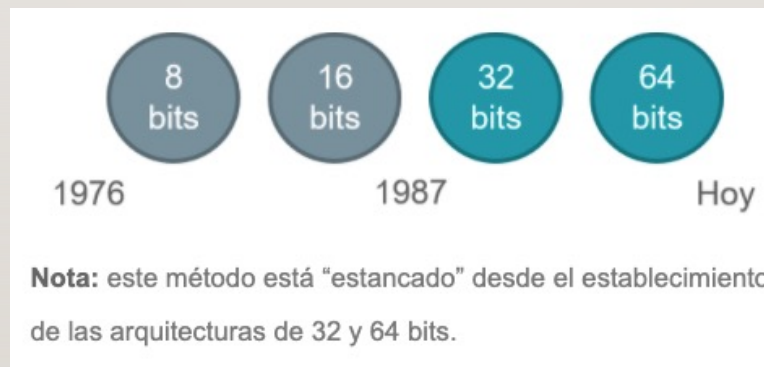 8 bits
16 bits
32 bits
64 bits
1976 1987 Hoy
Nota: este método está “estancado” desde el establecimiento
de las arquitecturas de 32 y 64 bits.